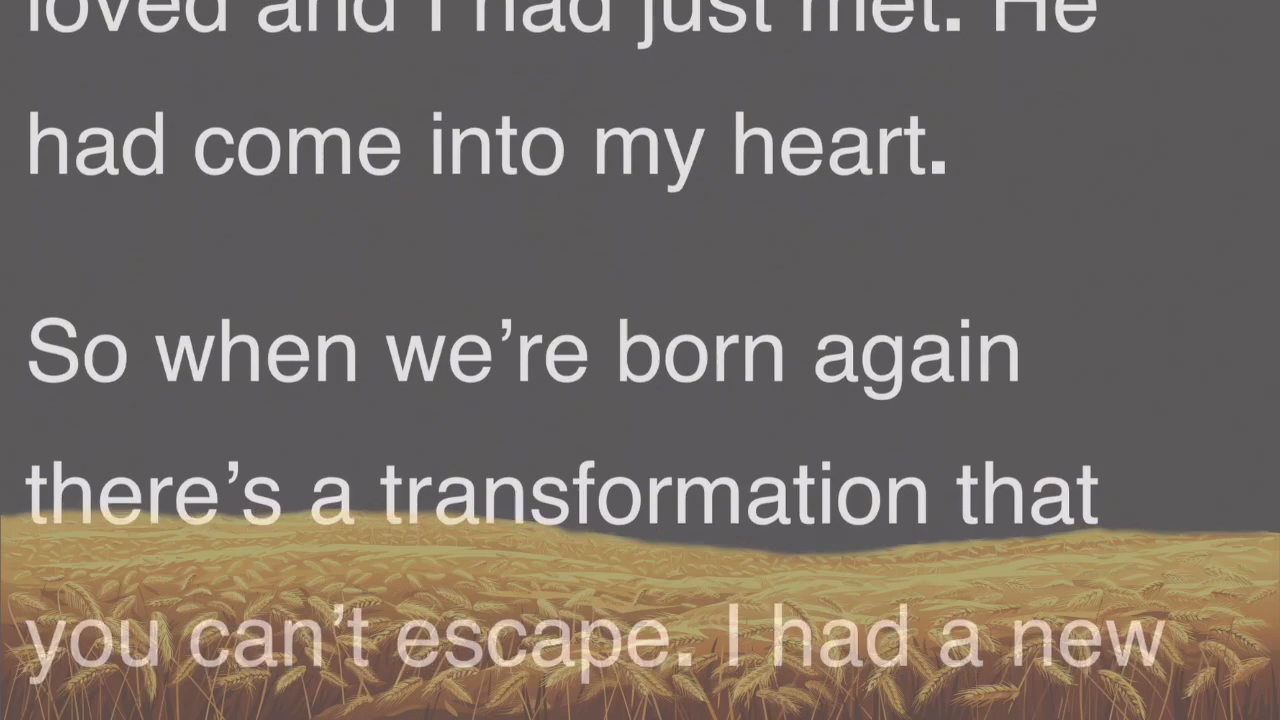 loved and I had just met. He
had come into my heart.
So when we’re born again
there’s a transformation that
you can’t escape. I had a new